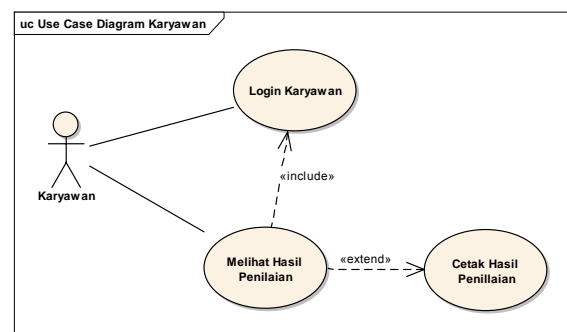 uc Use Case Diagram Karyawan
Login Karyawan
«include»
Karyawan
Melihat Hasil
Penilaian
«extend»
Cetak Hasil
Penillaian